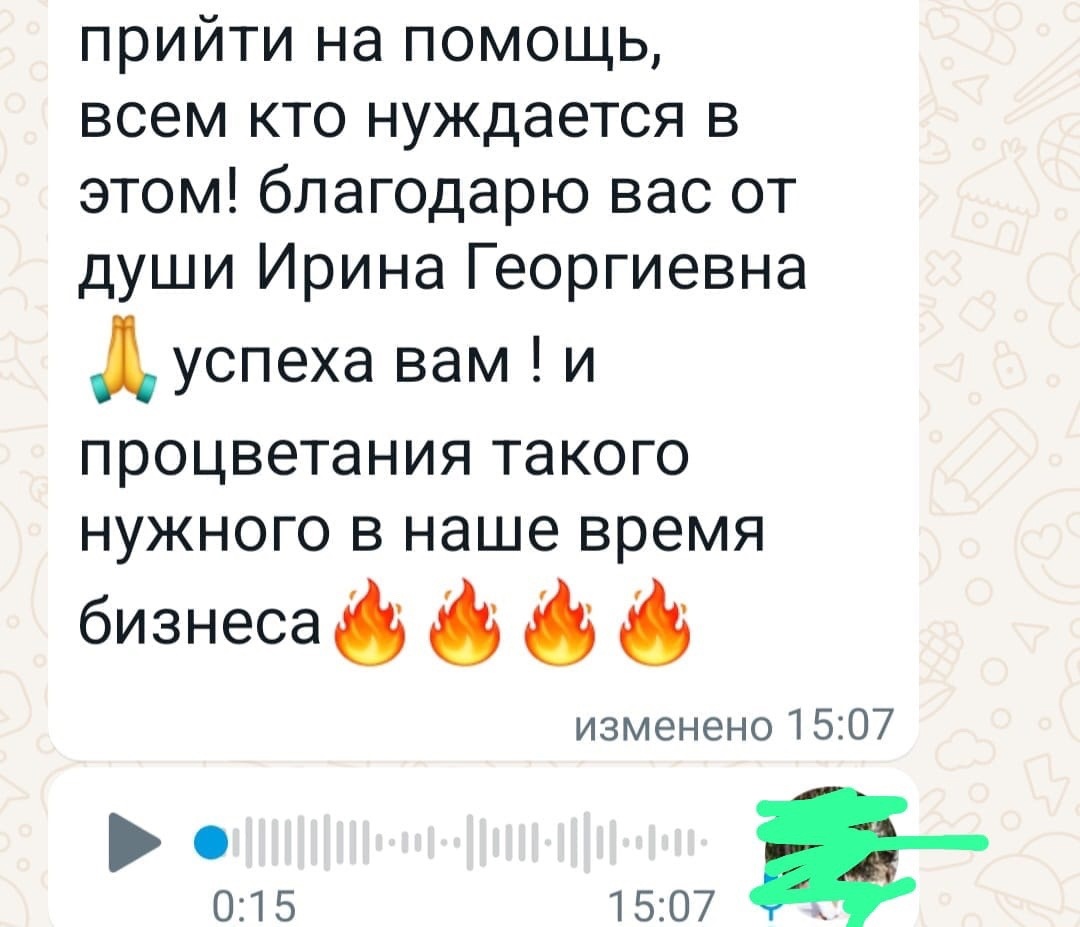 прийти на помощь,
всем кто нуждается в
этом! благодарю вас от
души Ирина Георгиевна
🙏успеха вам ! и
процветания такого
нужного в наше время
бизнеса🔥🔥🔥🔥
изменено 15:07
0:15 15:07